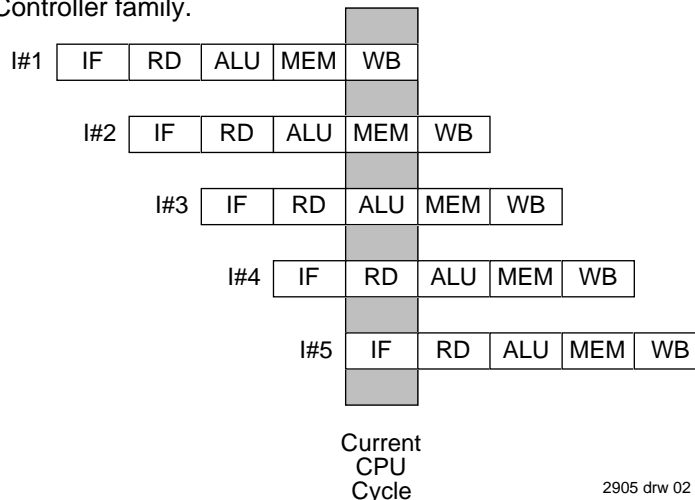 Controller family.
I#1 IF RD ALU MEM WB
I#2 IF RD ALU MEM WB
I#3 IF RD ALU MEM WB
I#4 IF RD ALU MEM WB
I#5 IF RD ALU MEM WB
Current
CPU
Cycle
2905 drw 02